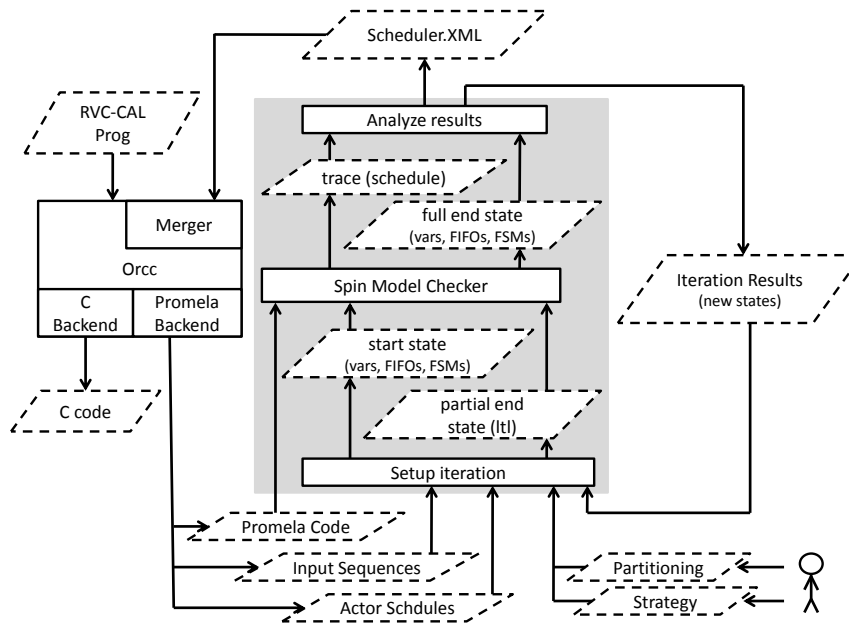 Scheduler.XML
RVC-CAL
Prog
Analyze results
trace (schedule)
Merger
full end state
(vars, FIFOs, FSMs)
Orcc
Spin Model Checker
Iteration Results
(new states)
C
Backend
Promela
Backend
start state
(vars, FIFOs, FSMs)
C code
partial end
state (ltl)
Setup iteration
Promela Code
Input Sequences
Partitioning
Actor Schdules
Strategy